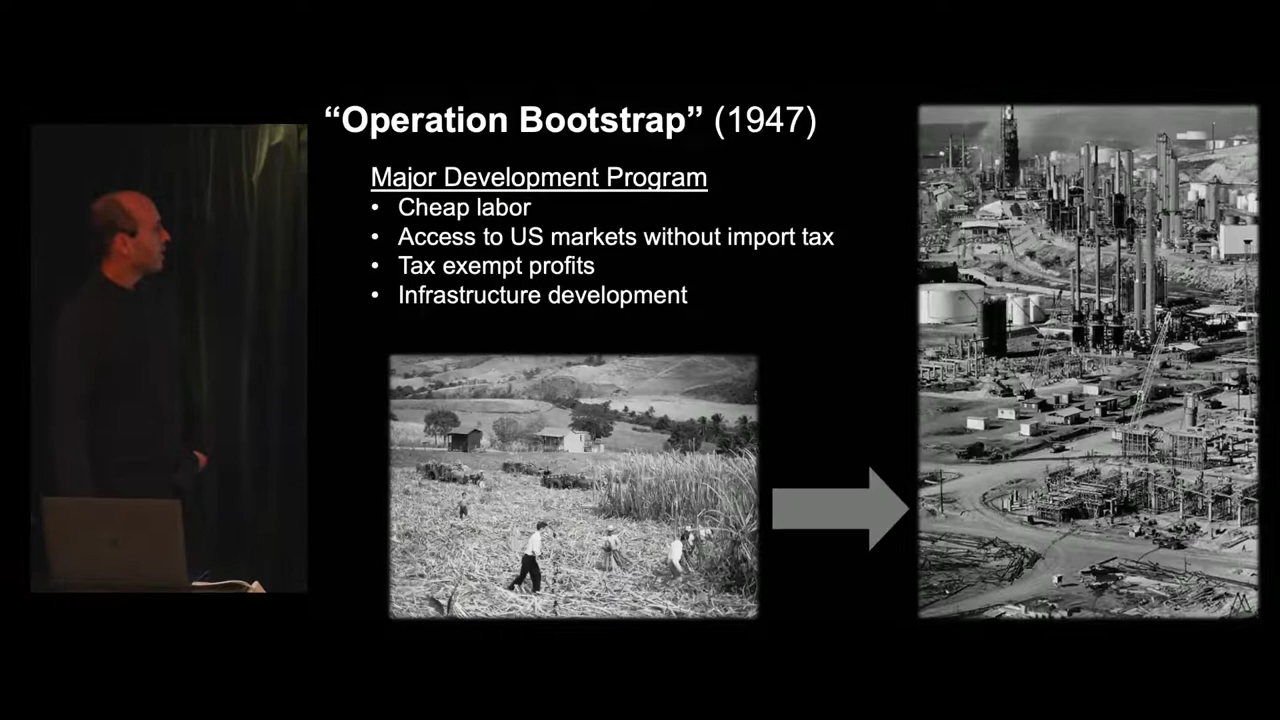 “Operation Bootstrap” (1947)
Major Development Program
• Cheap labor
• Access to US markets without import tax
• Tax exempt profits
• Infrastructure development